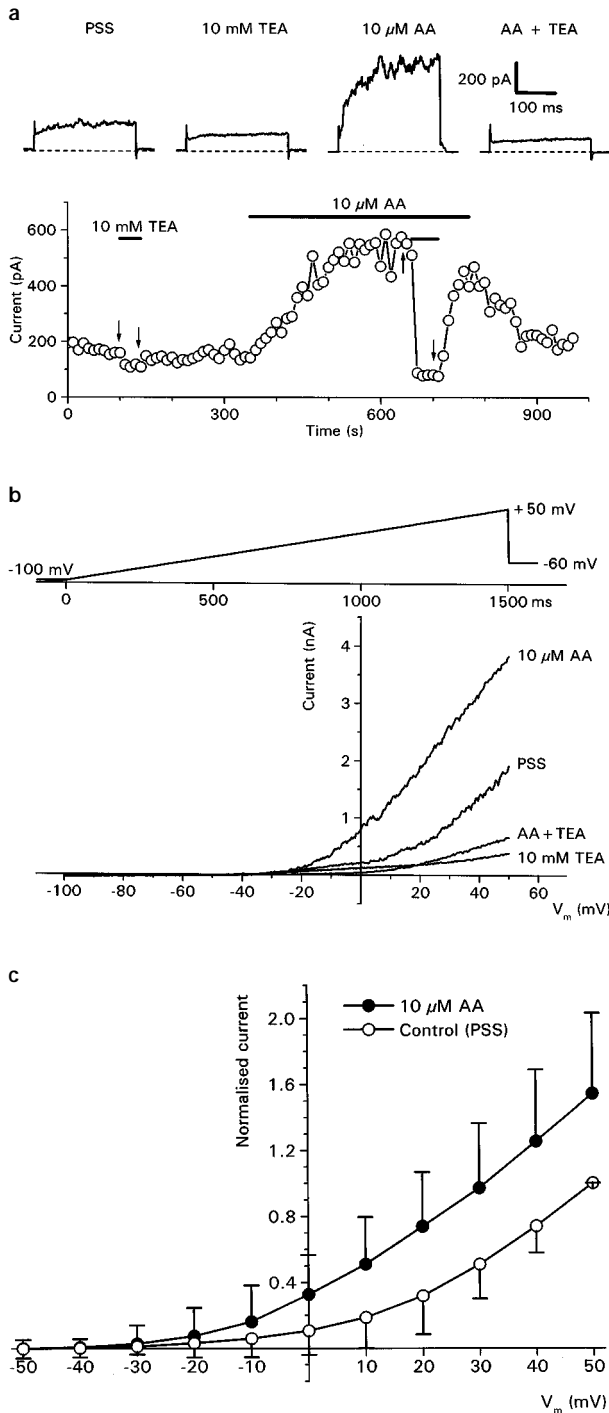 a
PSS
10 mM TEA
10 µM AA
AA + TEA
200 pA
100 ms
10 mM TEA
10 µM AA
600
400
200
0
Current (pA)
0
300
600
900
Time (s)
b
-100 mV
+50 mV
-60 mV
0
500
1000
1500 ms
Current (nA)
4
3
2
1
10 µM AA
PSS
AA + TEA
10 mM TEA
-100
-80
-60
-40
-20
20
40
60
Vm (mV)
c
Normalised current
10 µM AA
Control (PSS)
2.0
1.6
1.2
0.8
0.4
-50
-40
-30
-20
-10
10
20
30
40
50
Vm (mV)